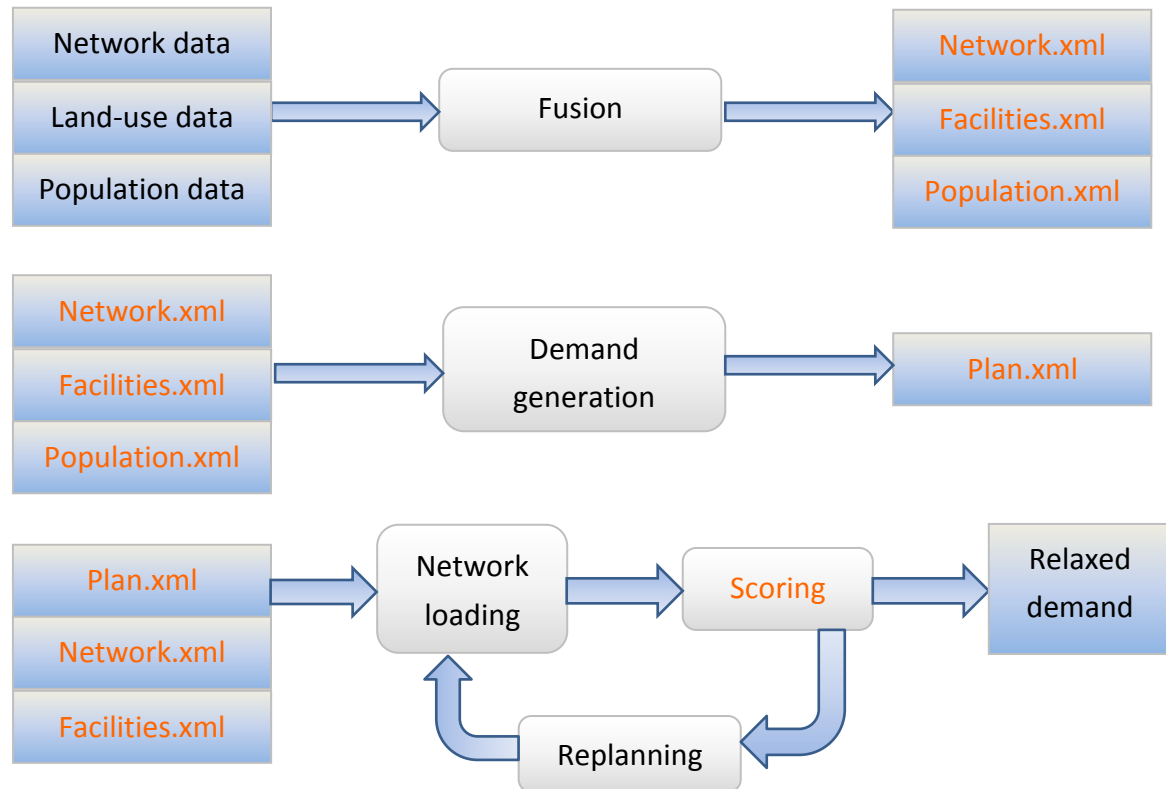 Network data
Land-use data
Population data
Fusion
Network.xml
Facilities.xml
Population.xml
Network.xml
Facilities.xml
Population.xml
Demand
generation
Plan.xml
Plan.xml
Network.xml
Facilities.xml
Network
loading
Scoring
Replanning
Relaxed
demand